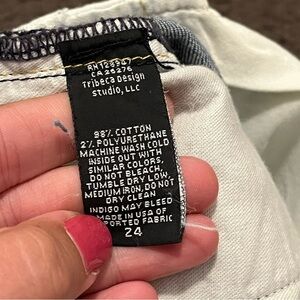 RN 128947
CA 26276
Tribeca Design
Studio, LLC
98% COTTON
2% POLYURETHANE
MACHINE WASH COLD
INSIDE OUT WITH
SIMILAR COLORS,
DO NOT BLEACH,
TUMBLE DRY LOW,
MEDIUM IRON, DO NOT
DRY CLEAN
INDIGO MAY BLEED
MADE IN USA OF
IMPORTED FABRIC
24